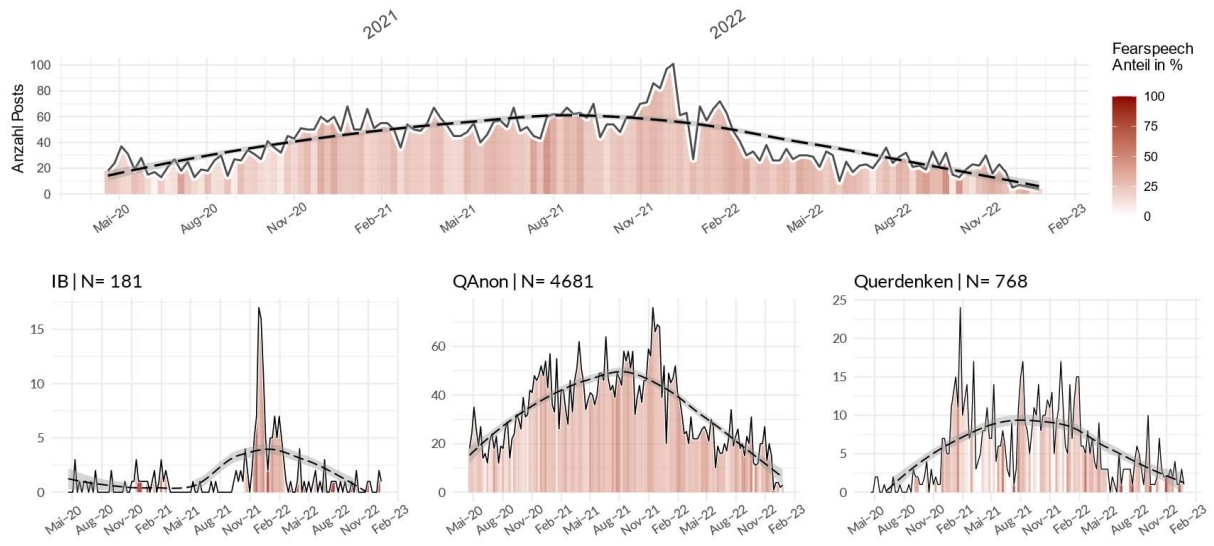 2021 2022
Fearspeech
Anteil in %
Anzahl Posts
100
80
60
40
20
0
100
75
50
25
0
Mai-20 Aug-20 Nov-20 Feb-21 Mai-21 Aug-21 Nov-21 Feb-22 Mai-22 Aug-22 Nov-22 Feb-23
IB | N= 181
15
10
5
0
Mai-20 Aug-20 Nov-20 Feb-21 Mai-21 Aug-21 Nov-21 Feb-22 Mai-22 Aug-22 Nov-22 Feb-23
QAnon | N= 4681
60
40
20
0
Mai-20 Aug-20 Nov-20 Feb-21 Mai-21 Aug-21 Nov-21 Feb-22 Mai-22 Aug-22 Nov-22 Feb-23
Querdenken | N= 768
25
20
15
10
5
0
Mai-20 Aug-20 Nov-20 Feb-21 Mai-21 Aug-21 Nov-21 Feb-22 Mai-22 Aug-22 Nov-22 Feb-23